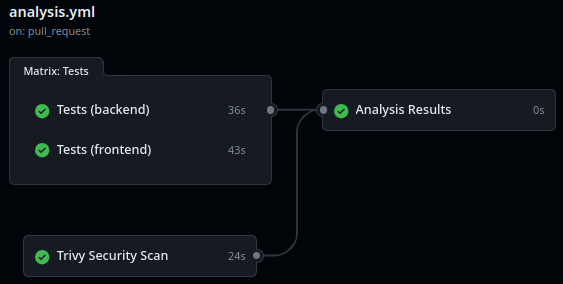 analysis.yml
on: pull_request
Matrix: Tests
Tests (backend) 36s
Tests (frontend) 43s
Analysis Results 0s
Trivy Security Scan 24s